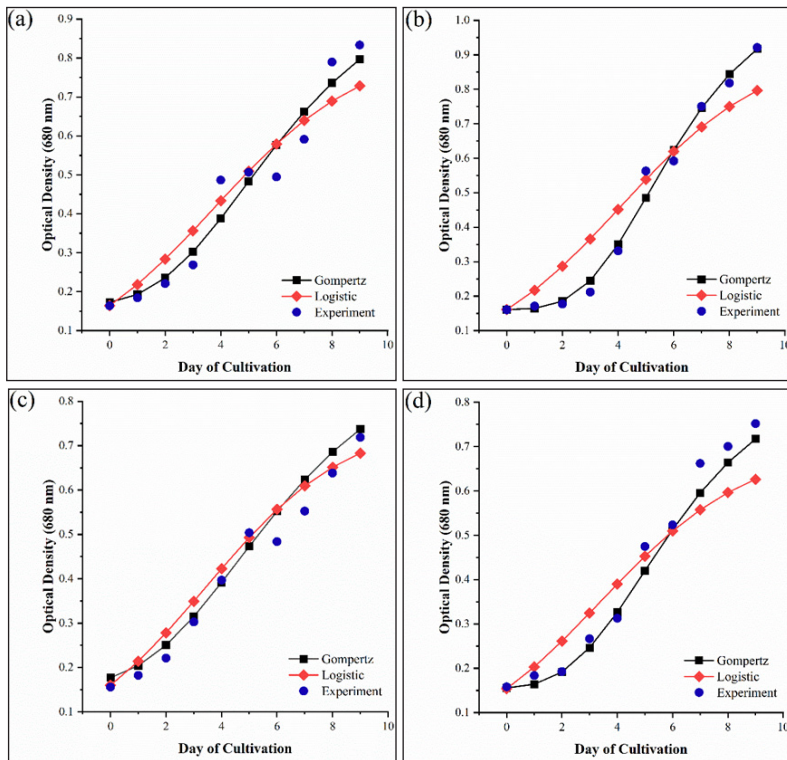 (a)
0.9
0.8
0.7
0.6
0.5
0.4
0.3
0.2
0.1
Optical Density (680 nm)
Gompertz
Logistic
Experiment
0 2 4 6 8 10
Day of Cultivation
(b)
1.0
0.9
0.8
0.7
0.6
0.5
0.4
0.3
0.2
0.1
Optical Density (680 nm)
Gompertz
Logistic
Experiment
0 2 4 6 8 10
Day of Cultivation
(c)
0.8
0.7
0.6
0.5
0.4
0.3
0.2
0.1
Optical Density (680 nm)
Gompertz
Logistic
Experiment
0 2 4 6 8 10
Day of Cultivation
(d)
0.8
0.7
0.6
0.5
0.4
0.3
0.2
0.1
Optical Density (680 nm)
Gompertz
Logistic
Experiment
0 2 4 6 8 10
Day of Cultivation